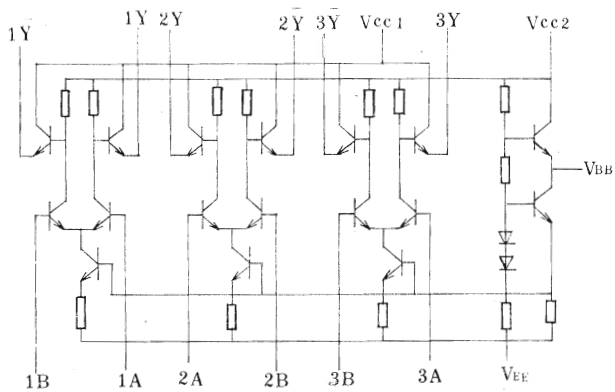 1Y 1Y 2Y 2Y̅ 3Y̅ Vcc1 3Y Vcc2
VBB
1B 1A 2A 2B 3B 3A VEE